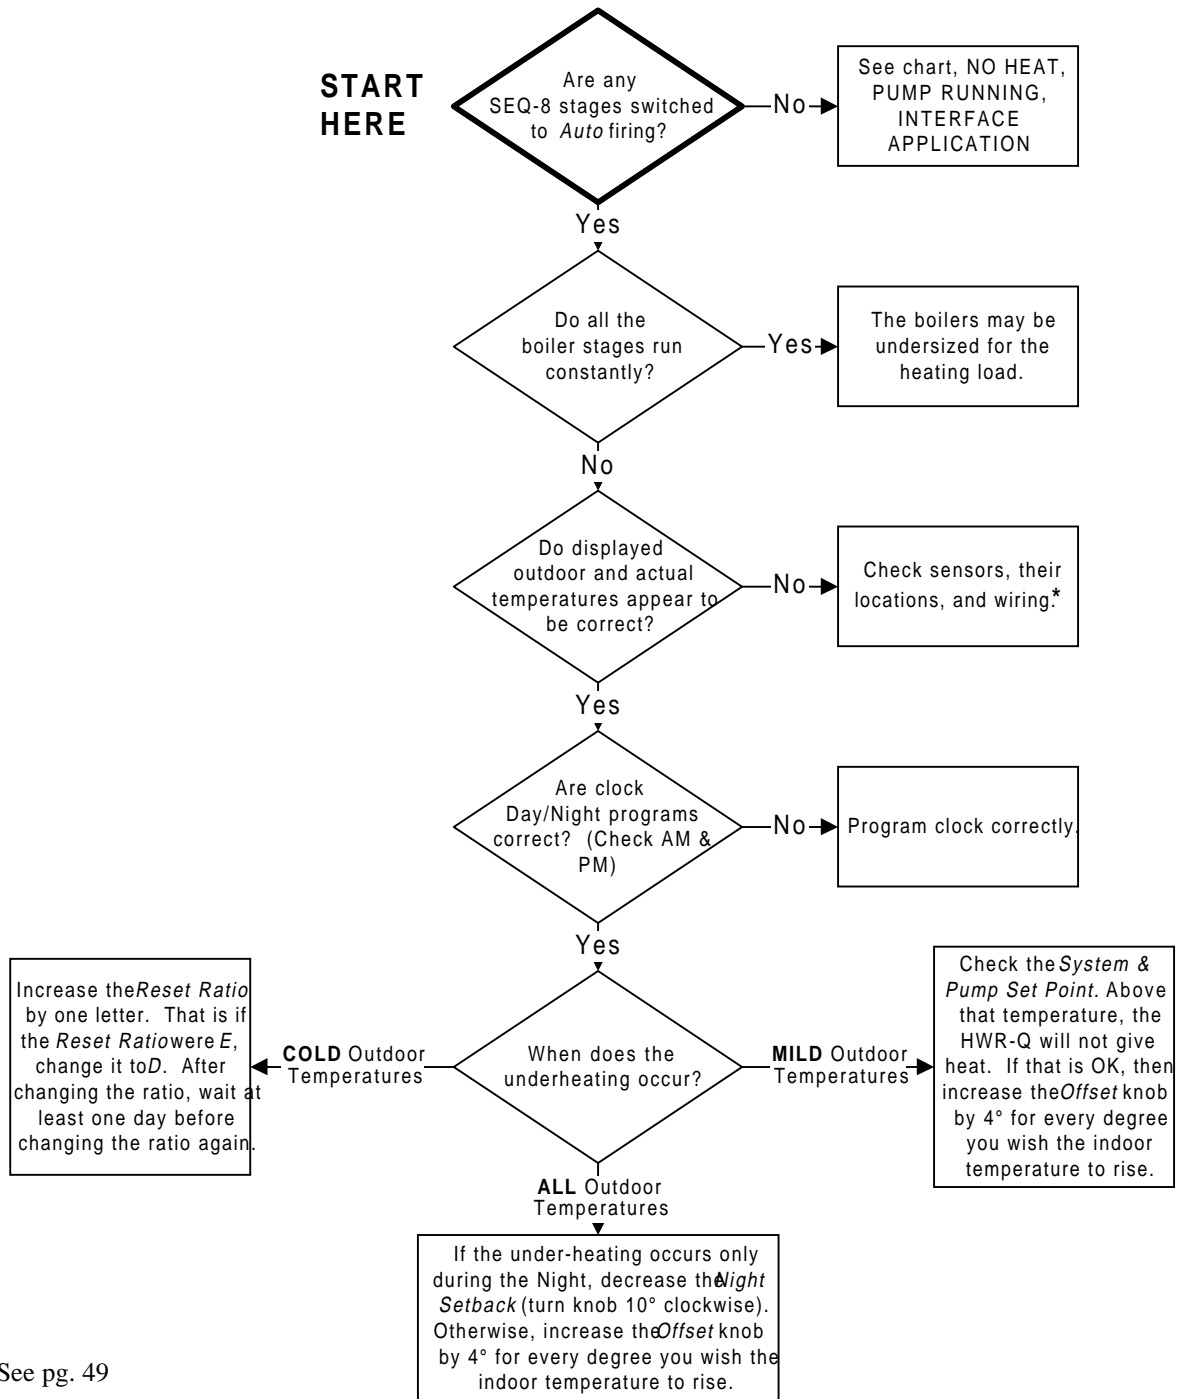 START
HERE
Are any
SEQ-8 stages switched
to Auto firing?
No
See chart, NO HEAT,
PUMP RUNNING,
INTERFACE
APPLICATION
Yes
Do all the
boiler stages run
constantly?
Yes
The boilers may be
undersized for the
heating load.
No
Do displayed
outdoor and actual
temperatures appear to
be correct?
No
Check sensors, their
locations, and wiring.*
Yes
Are clock
Day/Night programs
correct? (Check AM &
PM)
No
Program clock correctly.
Yes
When does the
underheating occur?
COLD Outdoor
Temperatures
Increase the Reset Ratio
by one letter. That is if
the Reset Ratio were E,
change it to D. After
changing the ratio, wait at
least one day before
changing the ratio again.
MILD Outdoor
Temperatures
Check the System &
Pump Set Point. Above
that temperature, the
HWR-Q will not give
heat. If that is OK, then
increase the Offset knob
by 4° for every degree
you wish the indoor
temperature to rise.
ALL Outdoor
Temperatures
If the under-heating occurs only
during the Night, decrease the Night
Setback (turn knob 10° clockwise).
Otherwise, increase the Offset knob
by 4° for every degree you wish the
indoor temperature to rise.
See pg. 49